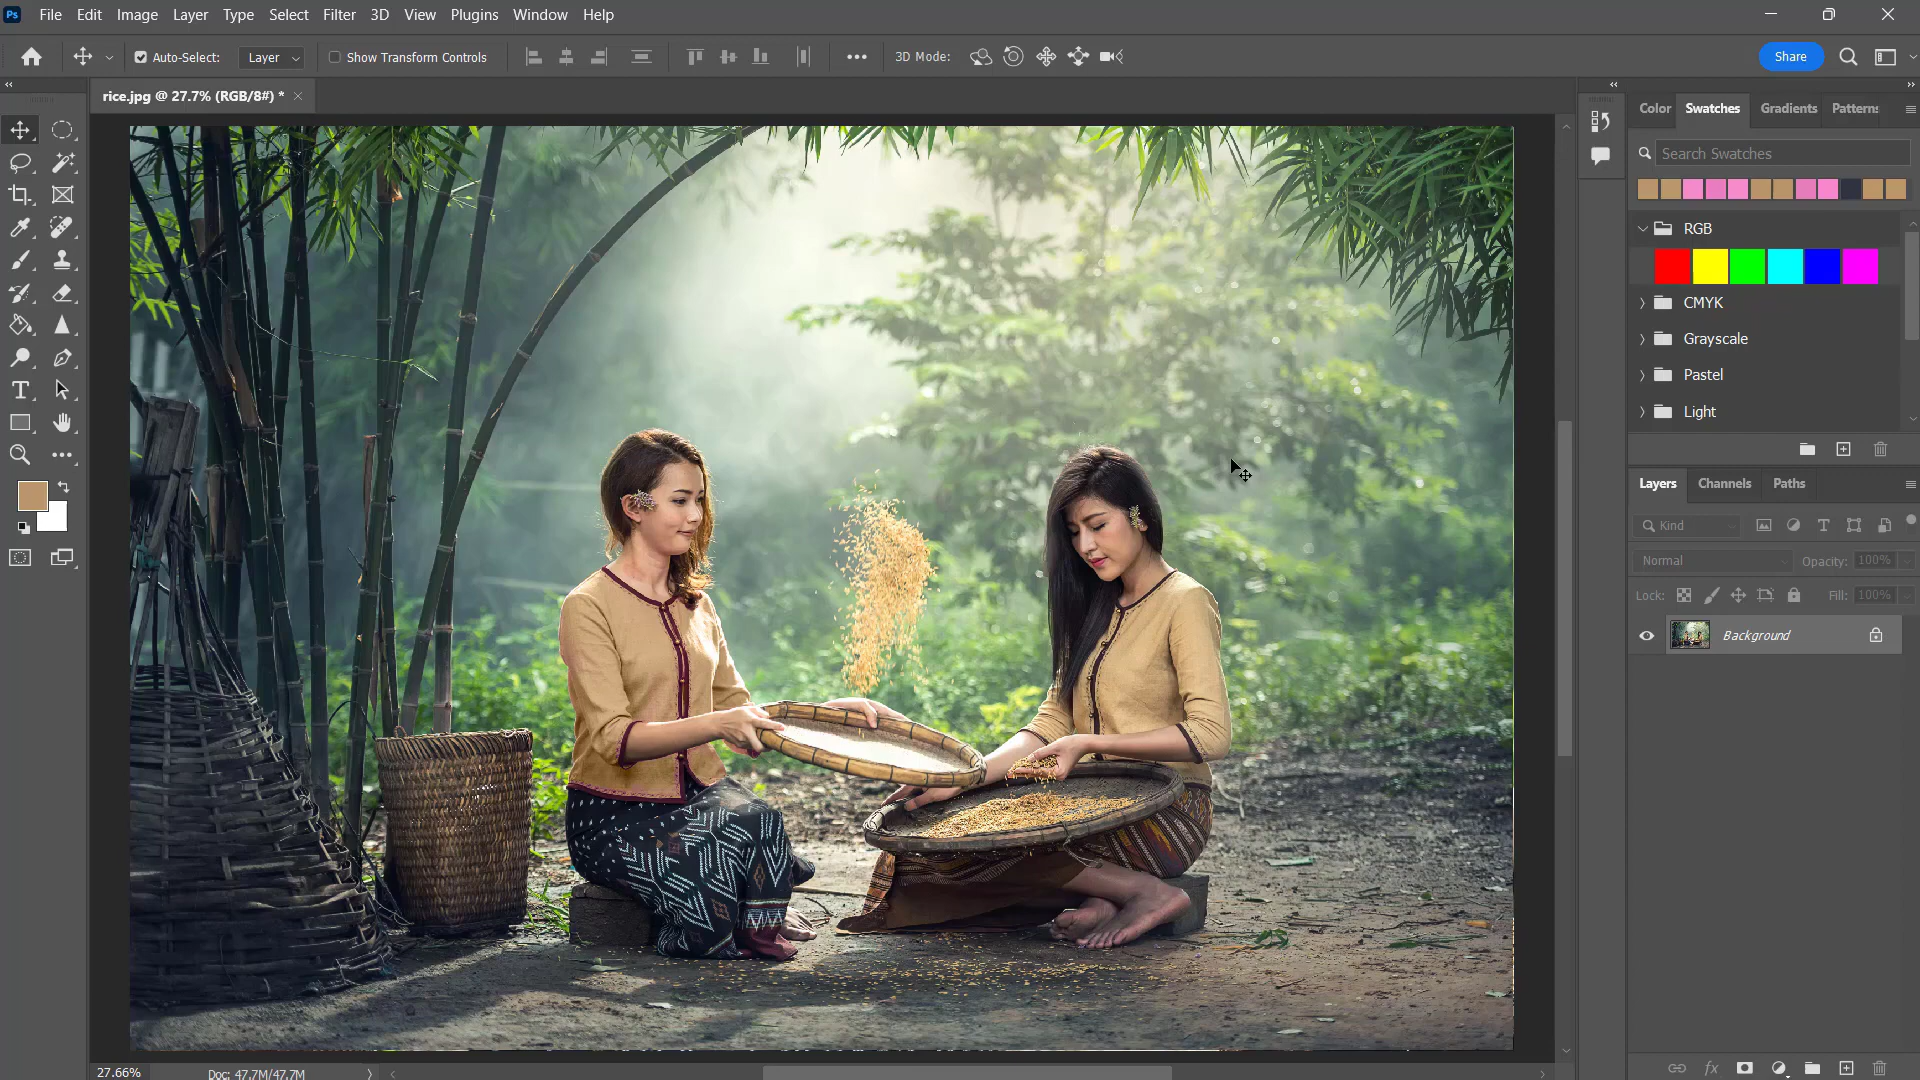 Ps File Edit Image Layer Type Select Filter 3D View Plugins Window Help
Auto-Select: Layer Show Transform Controls 3D Mode: Share
rice.jpg @ 27.7% (RGB/8#) *
Color Swatches Gradients Patterns
Search Swatches
RGB
CMYK
Grayscale
Pastel
Light
Layers Channels Paths
Kind
Normal Opacity: 100%
Lock: Fill: 100%
Background
fx
27.66% Doc: 47.7M/47.7M